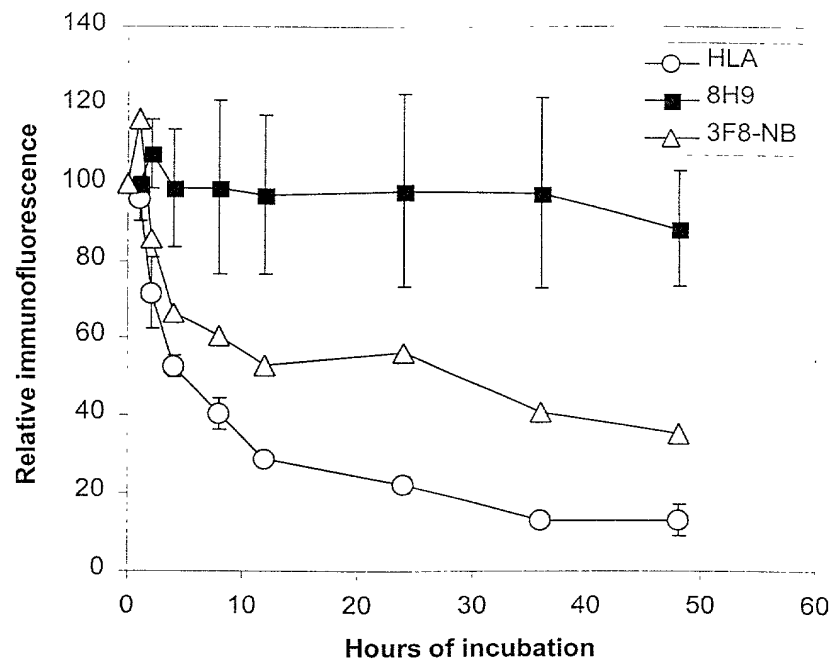 140
120
100
80
60
40
20
0
0 10 20 30 40 50 60
Relative immunofluorescence
Hours of incubation
HLA
8H9
3F8-NB